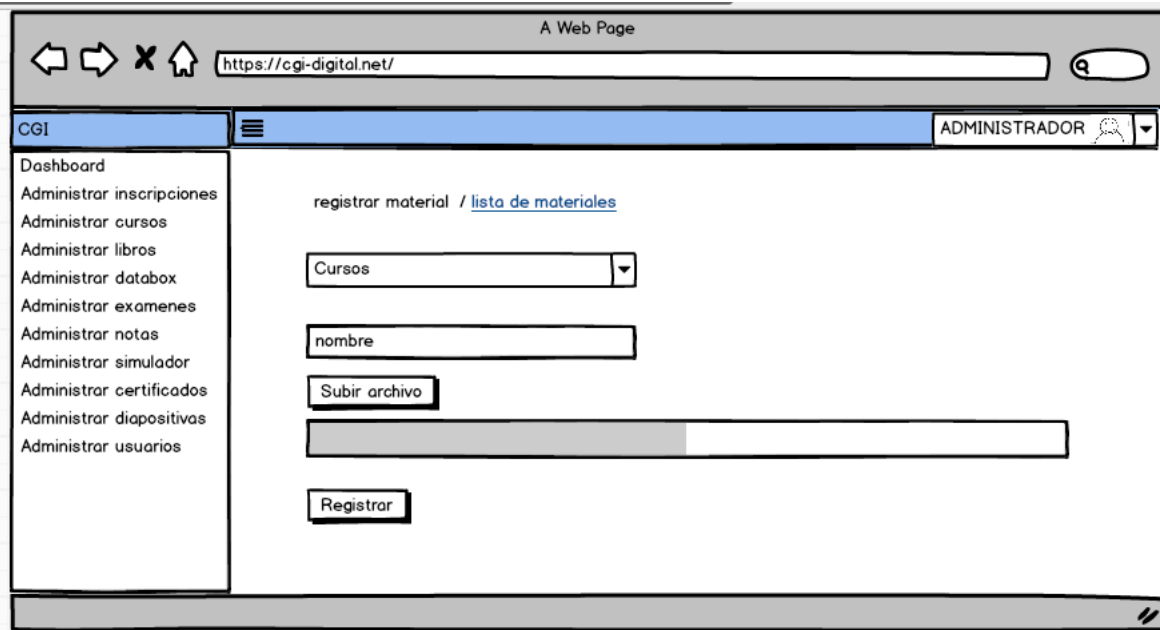 A Web Page
https://cgi-digital.net/
CGI
ADMINISTRADOR
Dashboard
Administrar inscripciones
Administrar cursos
Administrar libros
Administrar databox
Administrar examenes
Administrar notas
Administrar simulador
Administrar certificados
Administrar diapositivas
Administrar usuarios
registrar material / lista de materiales
Cursos
nombre
Subir archivo
Registrar